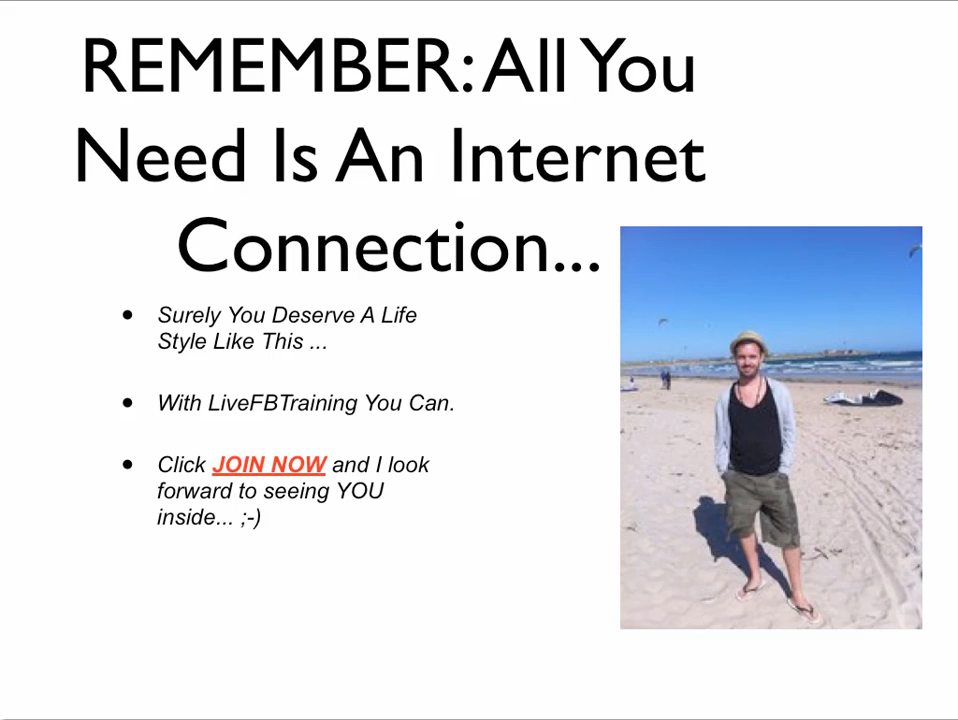 REMEMBER: All You
Need Is An Internet
Connection...
• Surely You Deserve A Life
Style Like This ...
• With LiveFBTraining You Can.
• Click JOIN NOW and I look
forward to seeing YOU
inside... ;-)